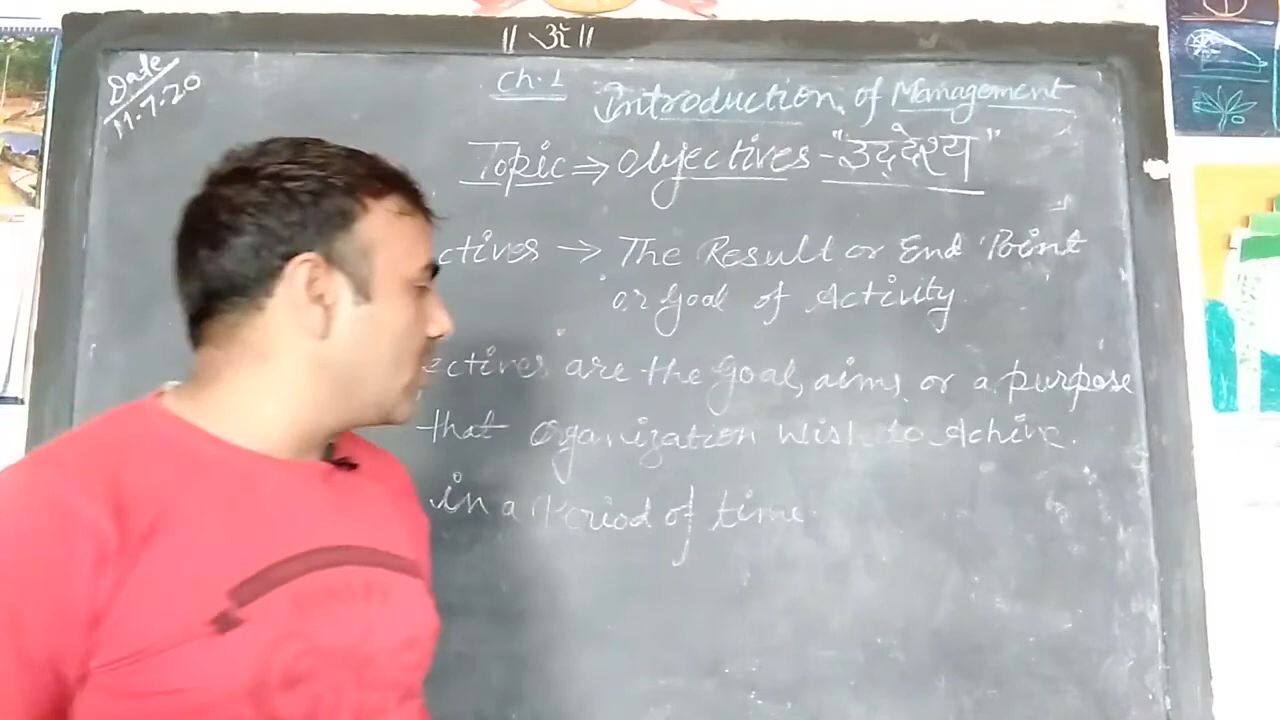 || ॐ ||
Date
11.7.20
Ch.1 Introduction of Management
Topic ⇒ Objectives - "उद्देश्य"
ctives → The Result or End Point
or Goal of Activity.
ectives are the Goal, aims, or a purpose
that Organization Wish to Achive.
in a Period of time.